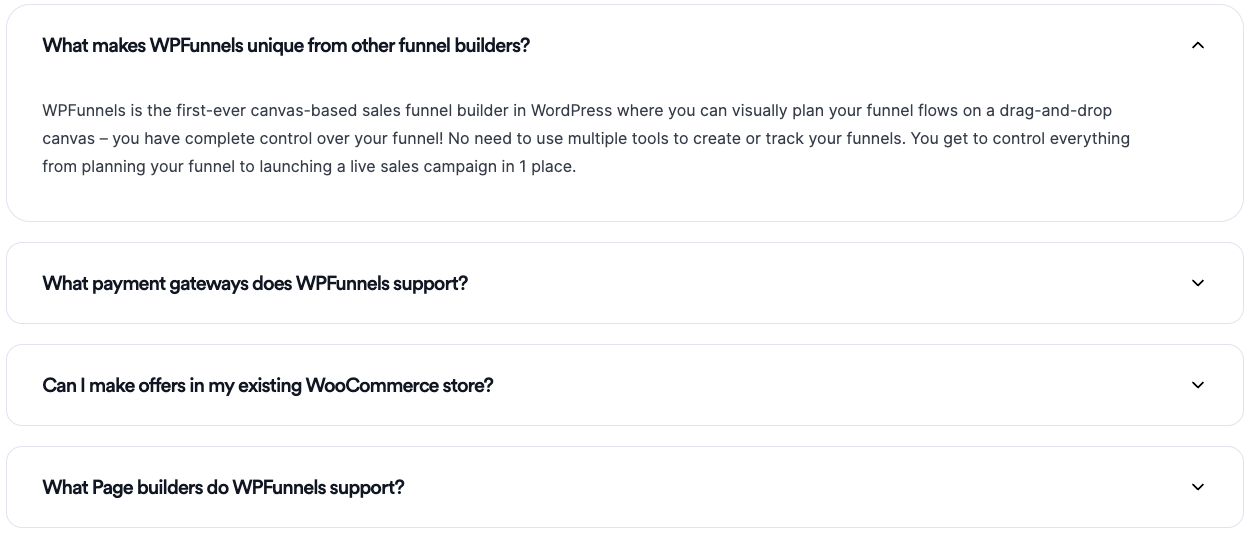 What makes WPFunnels unique from other funnel builders?
WPFunnels is the first-ever canvas-based sales funnel builder in WordPress where you can visually plan your funnel flows on a drag-and-drop
canvas – you have complete control over your funnel! No need to use multiple tools to create or track your funnels. You get to control everything
from planning your funnel to launching a live sales campaign in 1 place.
What payment gateways does WPFunnels support?
Can I make offers in my existing WooCommerce store?
What Page builders do WPFunnels support?